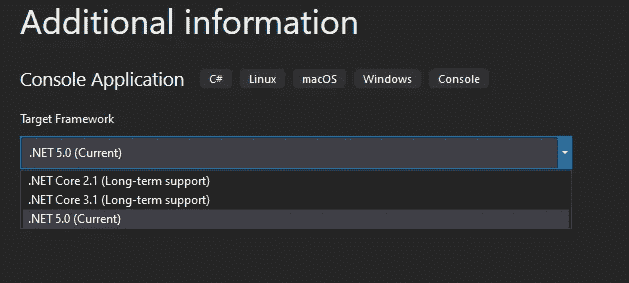 Additional information
Console Application C# Linux macOS Windows Console
Target Framework
.NET 5.0 (Current)
.NET Core 2.1 (Long-term support)
.NET Core 3.1 (Long-term support)
.NET 5.0 (Current)